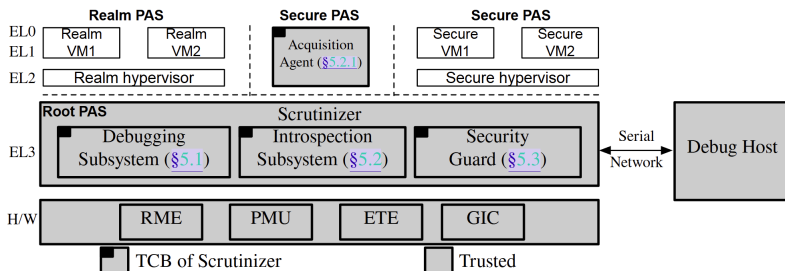 Realm PAS
Secure PAS
Secure PAS
EL0
EL1
Realm
VM1
Realm
VM2
Acquisition
Agent (§5.2.1)
Secure
VM1
Secure
VM2
EL2
Realm hypervisor
Secure hypervisor
Root PAS
Scrutinizer
EL3
Debugging
Subsystem (§5.1)
Introspection
Subsystem (§5.2)
Security
Guard (§5.3)
Serial
Network
Debug Host
H/W
RME
PMU
ETE
GIC
TCB of Scrutinizer
Trusted